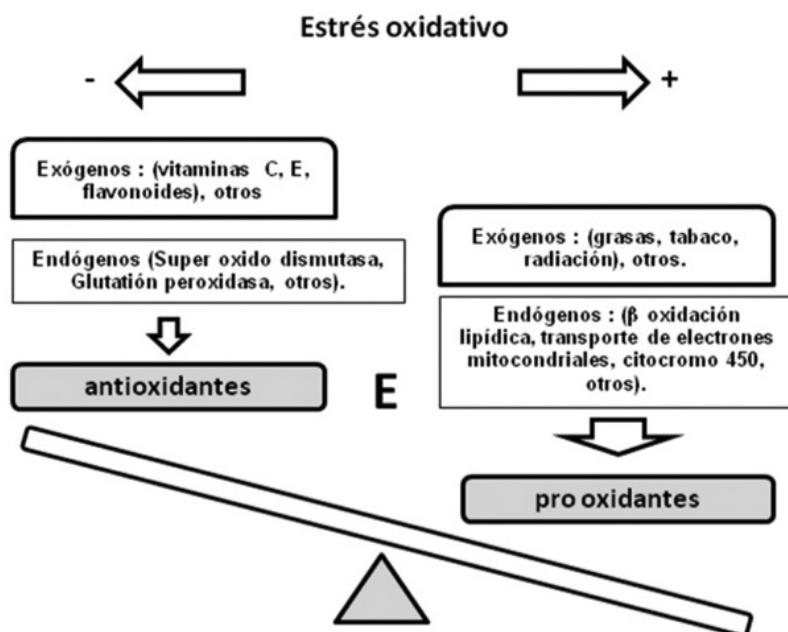 Estrés oxidativo
- +
Exógenos : (vitaminas C, E,
flavonoides), otros
Endógenos (Super oxido dismutasa,
Glutatión peroxidasa, otros).
antioxidantes
E
Exógenos : (grasas, tabaco,
radiación), otros.
Endógenos : (β oxidación
lipídica, transporte de electrones
mitocondriales, citocromo 450,
otros).
pro oxidantes